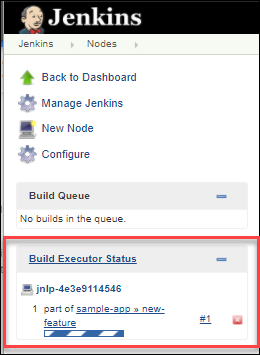 Jenkins
Jenkins Nodes
Back to Dashboard
Manage Jenkins
New Node
Configure
Build Queue
No builds in the queue.
Build Executor Status
jnlp-4e3e9114546
1 part of sample-app » new-
feature #1